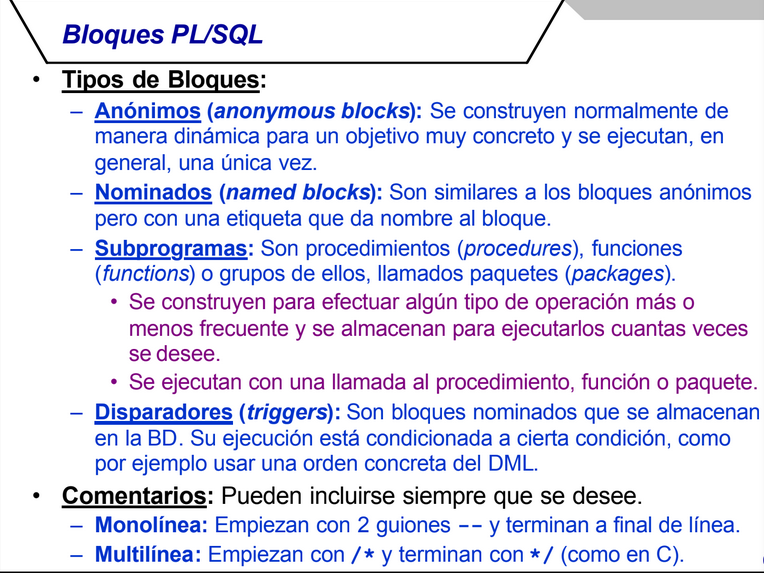 Bloques PL/SQL
• Tipos de Bloques:
– Anónimos (anonymous blocks): Se construyen normalmente de
manera dinámica para un objetivo muy concreto y se ejecutan, en
general, una única vez.
– Nominados (named blocks): Son similares a los bloques anónimos
pero con una etiqueta que da nombre al bloque.
– Subprogramas: Son procedimientos (procedures), funciones
(functions) o grupos de ellos, llamados paquetes (packages).
• Se construyen para efectuar algún tipo de operación más o
menos frecuente y se almacenan para ejecutarlos cuantas veces
se desee.
• Se ejecutan con una llamada al procedimiento, función o paquete.
– Disparadores (triggers): Son bloques nominados que se almacenan
en la BD. Su ejecución está condicionada a cierta condición, como
por ejemplo usar una orden concreta del DML.
• Comentarios: Pueden incluirse siempre que se desee.
– Monolínea: Empiezan con 2 guiones -- y terminan a final de línea.
– Multilínea: Empiezan con /* y terminan con */ (como en C).